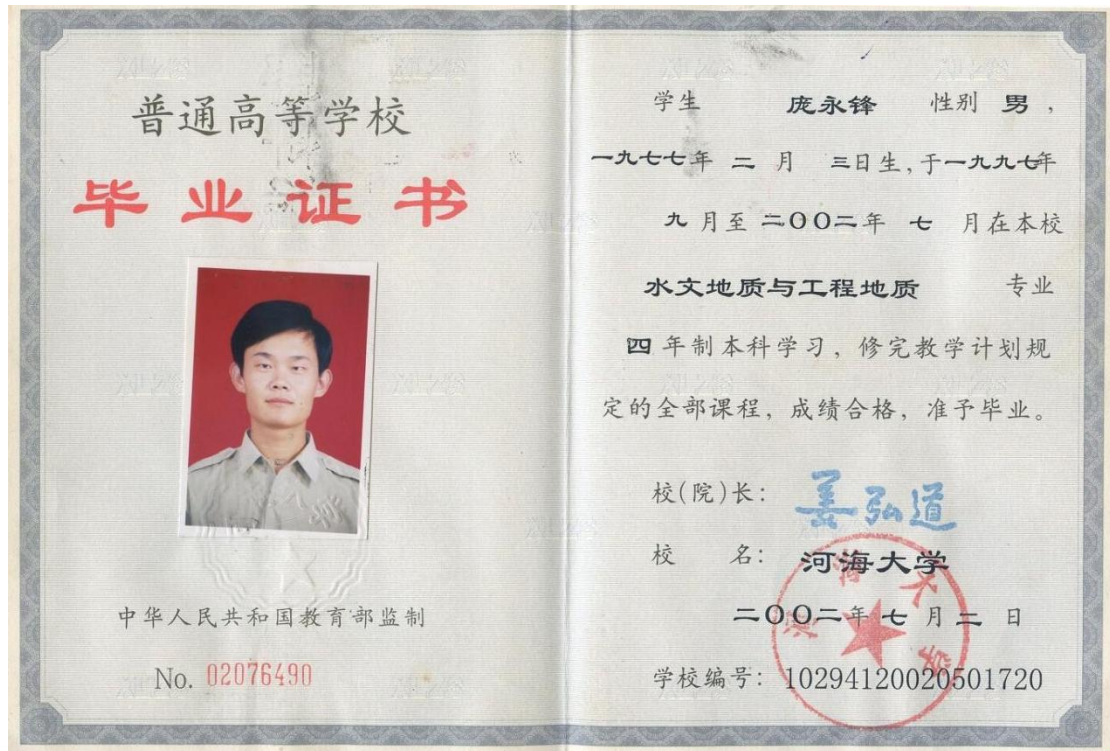 普通高等学校
毕业证书
中华人民共和国教育部监制
No. 02076490
学生 庞永锋 性别 男，
一九七七年 二 月 三日生，于一九九七年
九 月至 二〇〇二年 七 月在本校
水文地质与工程地质 专业
四 年制本科学习，修完教学计划规
定的全部课程，成绩合格，准予毕业。
校(院)长： 姜弘道
校 名： 河海大学
二〇〇二年 七 月 二 日
学校编号： 102941200205017​20
河海大学